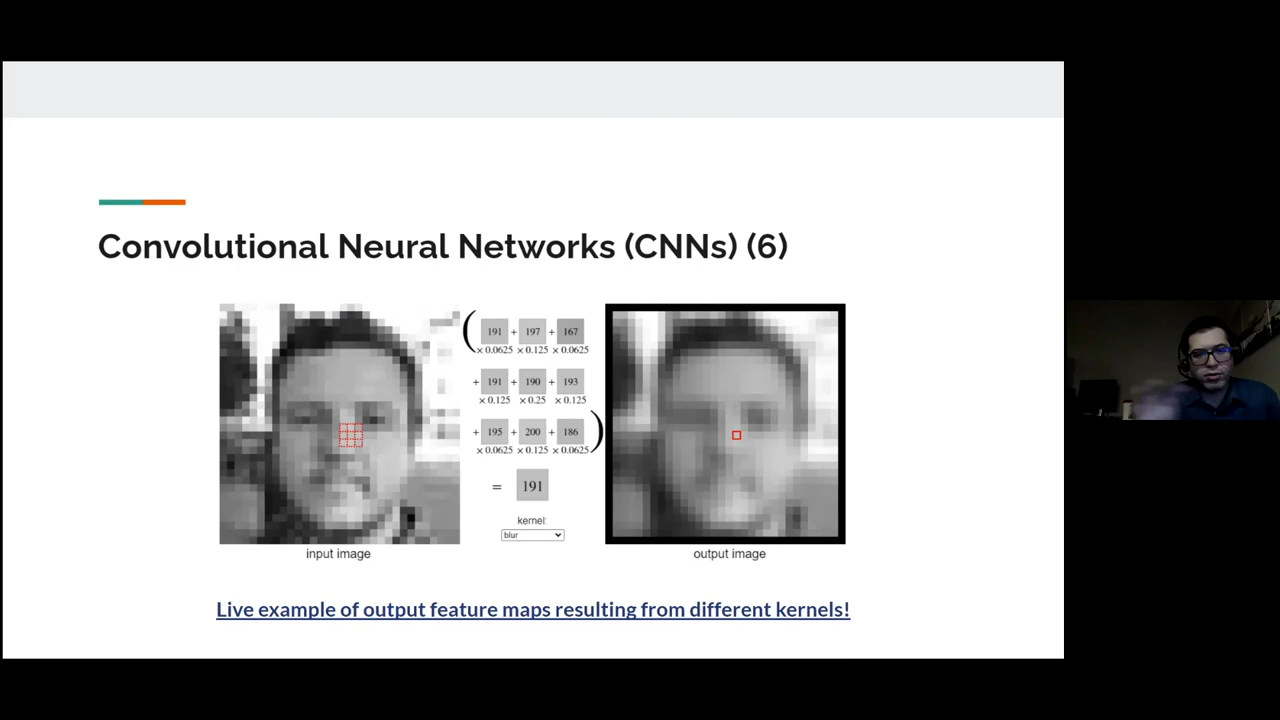 Convolutional Neural Networks (CNNs) (6)
( 191 + 197 + 167
× 0.0625 × 0.125 × 0.0625
+ 191 + 190 + 193
× 0.125 × 0.25 × 0.125
+ 195 + 200 + 186 )
× 0.0625 × 0.125 × 0.0625
= 191
kernel:
blur
input image
output image
Live example of output feature maps resulting from different kernels!